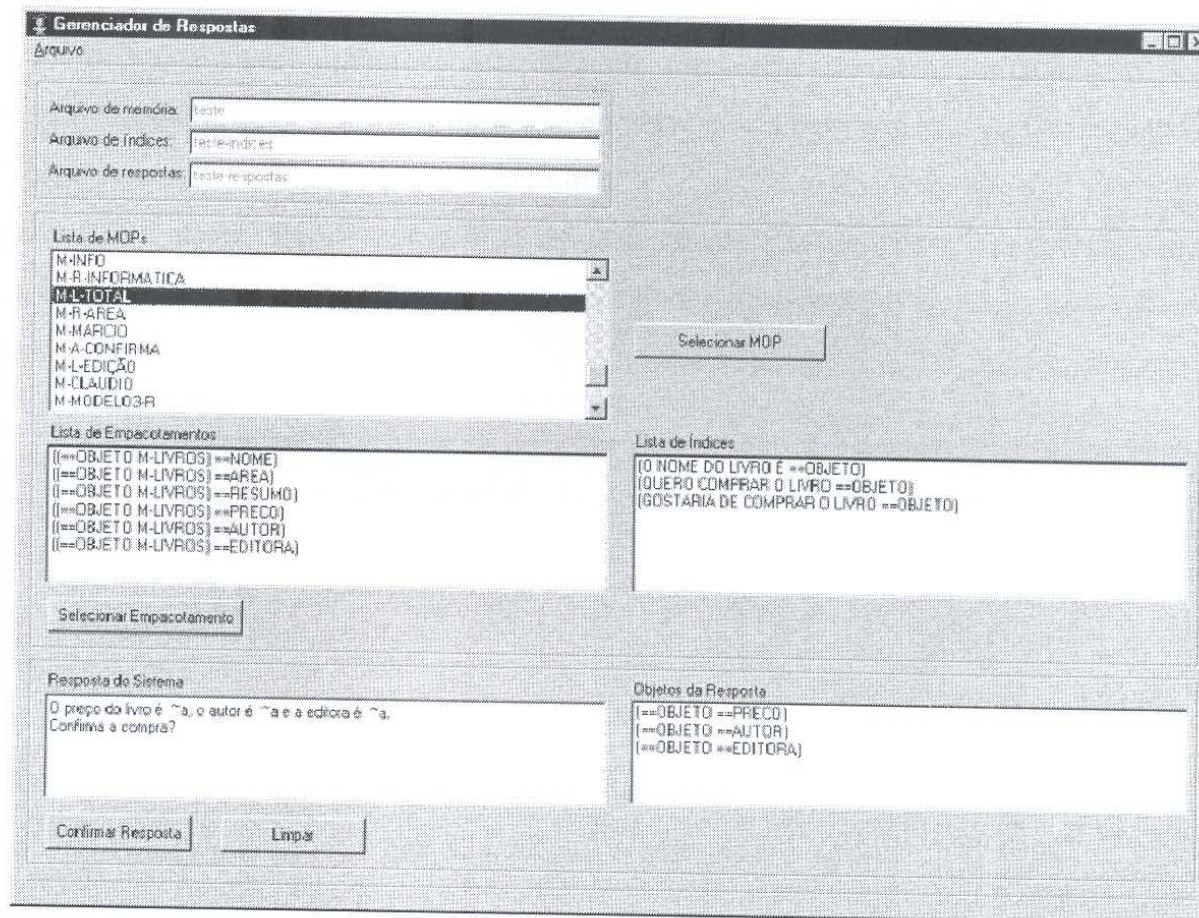 Gerenciador de Respostas
Arquivo
Arquivo de memória: teste
Arquivo de índices: teste-indices
Arquivo de respostas: teste-respostas
Lista de MOPs
M-INFO
M-R-INFORMATICA
M-L-TOTAL
M-R-AREA
M-MARCIO
M-A-CONFIRMA
M-L-EDIÇÃO
M-CLAUDIO
M-MODELO3-R
Selecionar MOP
Lista de Empacotamentos
((==OBJETO M-LIVROS) ==NOME)
((==OBJETO M-LIVROS) ==AREA)
((==OBJETO M-LIVROS) ==RESUMO)
((==OBJETO M-LIVROS) ==PRECO)
((==OBJETO M-LIVROS) ==AUTOR)
((==OBJETO M-LIVROS) ==EDITORA)
Lista de Índices
(O NOME DO LIVRO É ==OBJETO)
(QUERO COMPRAR O LIVRO ==OBJETO)
(GOSTARIA DE COMPRAR O LIVRO ==OBJETO)
Selecionar Empacotamento
Resposta do Sistema
O preço do livro é ~a, o autor é ~a e a editora é ~a.
Confirma a compra?
Objetos da Resposta
(==OBJETO ==PRECO)
(==OBJETO ==AUTOR)
(==OBJETO ==EDITORA)
Confirmar Resposta
Limpar